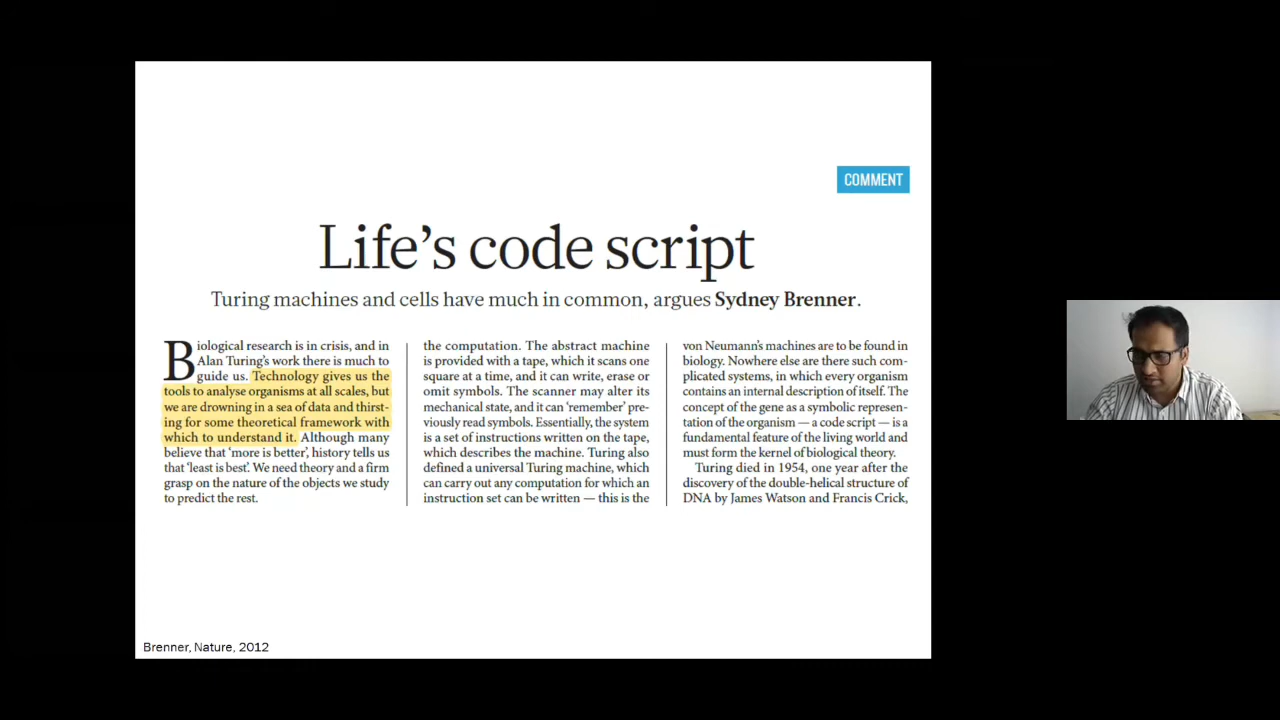 COMMENT
Life’s code script
Turing machines and cells have much in common, argues Sydney Brenner.
Biological research is in crisis, and in
Alan Turing’s work there is much to
guide us. Technology gives us the
tools to analyse organisms at all scales, but
we are drowning in a sea of data and thirst-
ing for some theoretical framework with
which to understand it. Although many
believe that ‘more is better’, history tells us
that ‘least is best’. We need theory and a firm
grasp on the nature of the objects we study
to predict the rest.
the computation. The abstract machine
is provided with a tape, which it scans one
square at a time, and it can write, erase or
omit symbols. The scanner may alter its
mechanical state, and it can ‘remember’ pre-
viously read symbols. Essentially, the system
is a set of instructions written on the tape,
which describes the machine. Turing also
defined a universal Turing machine, which
can carry out any computation for which an
instruction set can be written — this is the
von Neumann’s machines are to be found in
biology. Nowhere else are there such com-
plicated systems, in which every organism
contains an internal description of itself. The
concept of the gene as a symbolic represen-
tation of the organism — a code script — is a
fundamental feature of the living world and
must form the kernel of biological theory.
Turing died in 1954, one year after the
discovery of the double-helical structure of
DNA by James Watson and Francis Crick,
Brenner, Nature, 2012